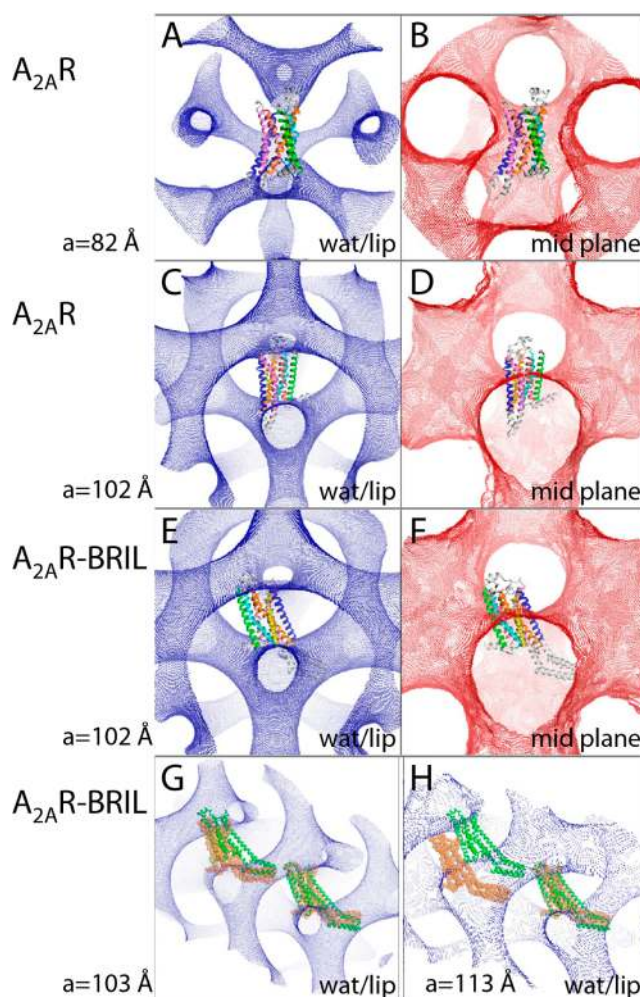 A B
A₂ₐR
a=82 Å wat/lip mid plane
C D
A₂ₐR
a=102 Å wat/lip mid plane
E F
A₂ₐR-BRIL
a=102 Å wat/lip mid plane
G H
A₂ₐR-BRIL
a=103 Å wat/lip a=113 Å wat/lip